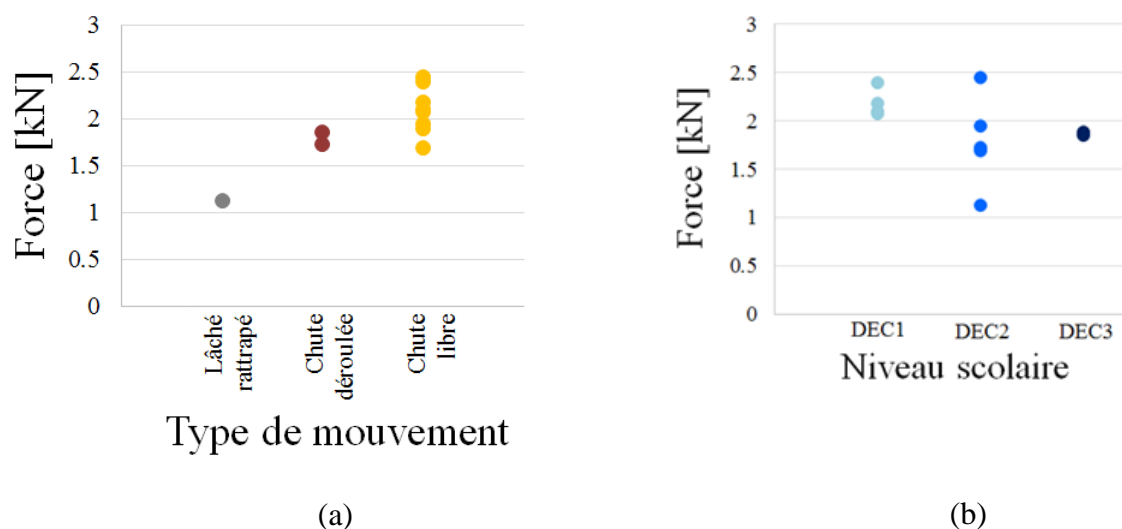 3
2.5
2
1.5
1
0.5
0
Force [kN]
Lâché
rattrapé
Chute
déroulée
Chute
libre
Type de mouvement
(a)
3
2.5
2
1.5
1
0.5
0
Force [kN]
DEC1
DEC2
DEC3
Niveau scolaire
(b)